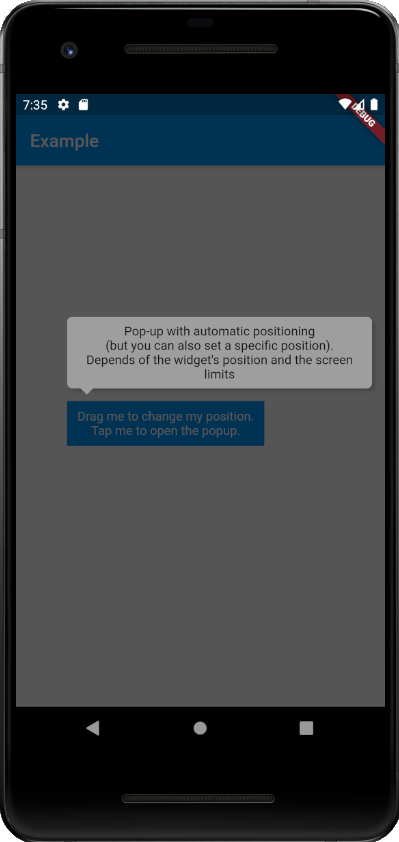 7:35
DEBUG
Example
Pop-up with automatic positioning
(but you can also set a specific position).
Depends of the widget's position and the screen
limits
Drag me to change my position.
Tap me to open the popup.